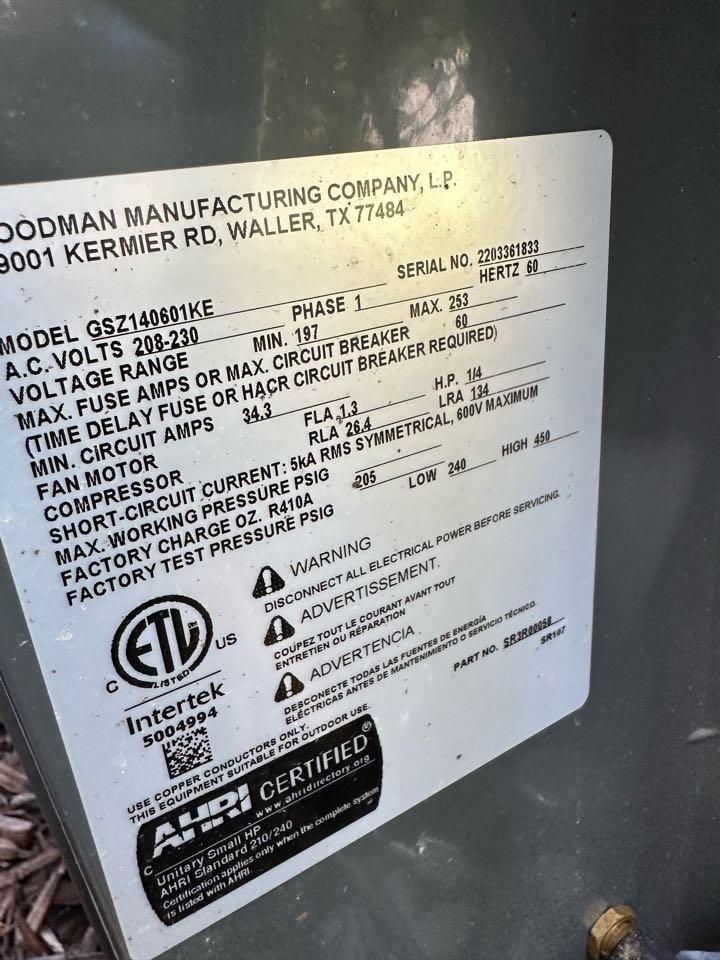 OODMAN MANUFACTURING COMPANY, L.P.
9001 KERMIER RD, WALLER, TX 77484
SERIAL NO. 2203361833
MODEL GSZ140601KE PHASE 1 HERTZ 60
A.C. VOLTS 208-230
VOLTAGE RANGE MIN. 197 MAX. 253
MAX. FUSE AMPS OR MAX. CIRCUIT BREAKER 60
(TIME DELAY FUSE OR HACR CIRCUIT BREAKER REQUIRED)
MIN. CIRCUIT AMPS 34.3
FAN MOTOR FLA 1.3 H.P. 1/4
COMPRESSOR RLA 26.4 LRA 134
SHORT-CIRCUIT CURRENT: 5kA RMS SYMMETRICAL, 600V MAXIMUM
MAX. WORKING PRESSURE PSIG
FACTORY CHARGE OZ. R410A 205
FACTORY TEST PRESSURE PSIG LOW 240 HIGH 450
WARNING
DISCONNECT ALL ELECTRICAL POWER BEFORE SERVICING.
ADVERTISSEMENT.
COUPEZ TOUT LE COURANT AVANT TOUT
ENTRETIEN OU RÉPARATION
ADVERTENCIA
DESCONECTE TODAS LAS FUENTES DE ENERGÍA
ELÉCTRICAS ANTES DE MANTENIMIENTO O SERVICIO TÉCNICO.
C ETL US
LISTED
Intertek
5004994
PART NO. SR3R00058
SR107
USE COPPER CONDUCTORS ONLY.
THIS EQUIPMENT SUITABLE FOR OUTDOOR USE.
C AHRI CERTIFIED®
www.ahridirectory.org
Unitary Small HP
AHRI Standard 210/240
Certification applies only when the complete system
is listed with AHRI.